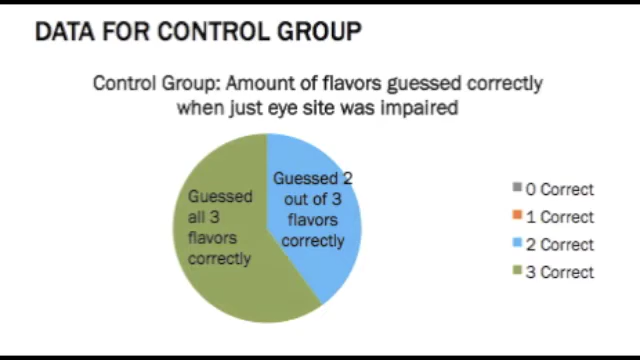 DATA FOR CONTROL GROUP
Control Group: Amount of flavors guessed correctly
when just eye site was impaired
Guessed
all 3
flavors
correctly
Guessed 2
out of 3
flavors
correctly
0 Correct
1 Correct
2 Correct
3 Correct